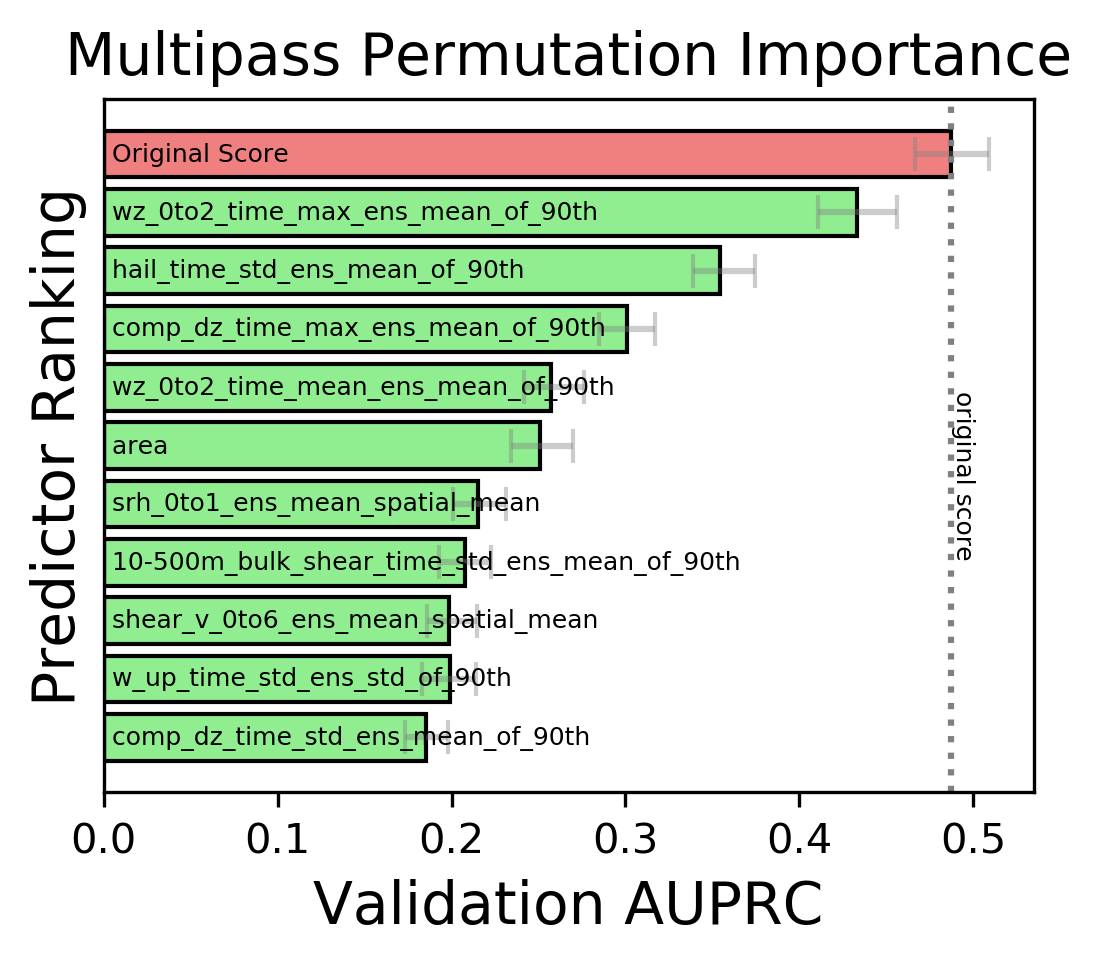 Multipass Permutation Importance
Predictor Ranking
Original Score
wz_0to2_time_max_ens_mean_of_90th
hail_time_std_ens_mean_of_90th
comp_dz_time_max_ens_mean_of_90th
wz_0to2_time_mean_ens_mean_of_90th
area
srh_0to1_ens_mean_spatial_mean
10-500m_bulk_shear_time_std_ens_mean_of_90th
shear_v_0to6_ens_mean_spatial_mean
w_up_time_std_ens_std_of_90th
comp_dz_time_std_ens_mean_of_90th
original score
0.0 0.1 0.2 0.3 0.4 0.5
Validation AUPRC